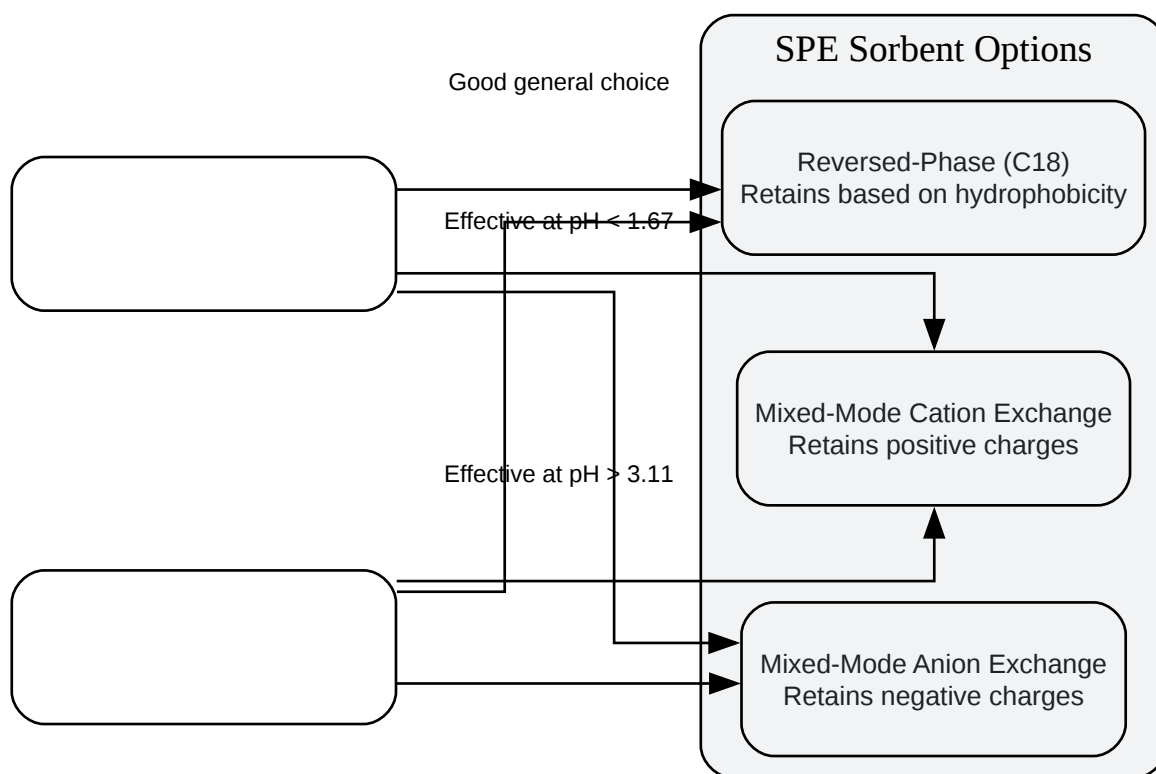 SPE Sorbent Options
Good general choice
Reversed-Phase (C18)
Retains based on hydrophobicity
Effective at pH < 1.67
Mixed-Mode Cation Exchange
Retains positive charges
Effective at pH > 3.11
Mixed-Mode Anion Exchange
Retains negative charges